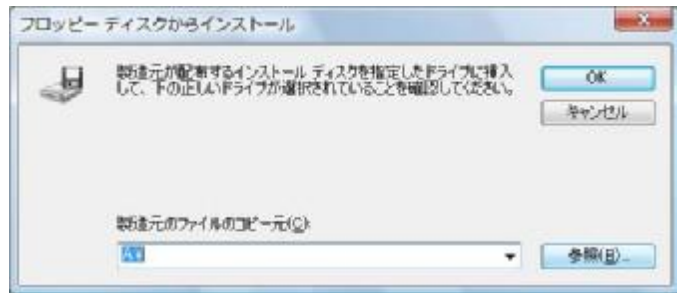 フロッピー ディスクからインストール
製造元が配布するインストール ディスクを指定したドライブに挿入
して、下の正しいドライブが選択されていることを確認してください。
OK
キャンセル
製造元のファイルのコピー元(C):
A:¥
参照(B)...